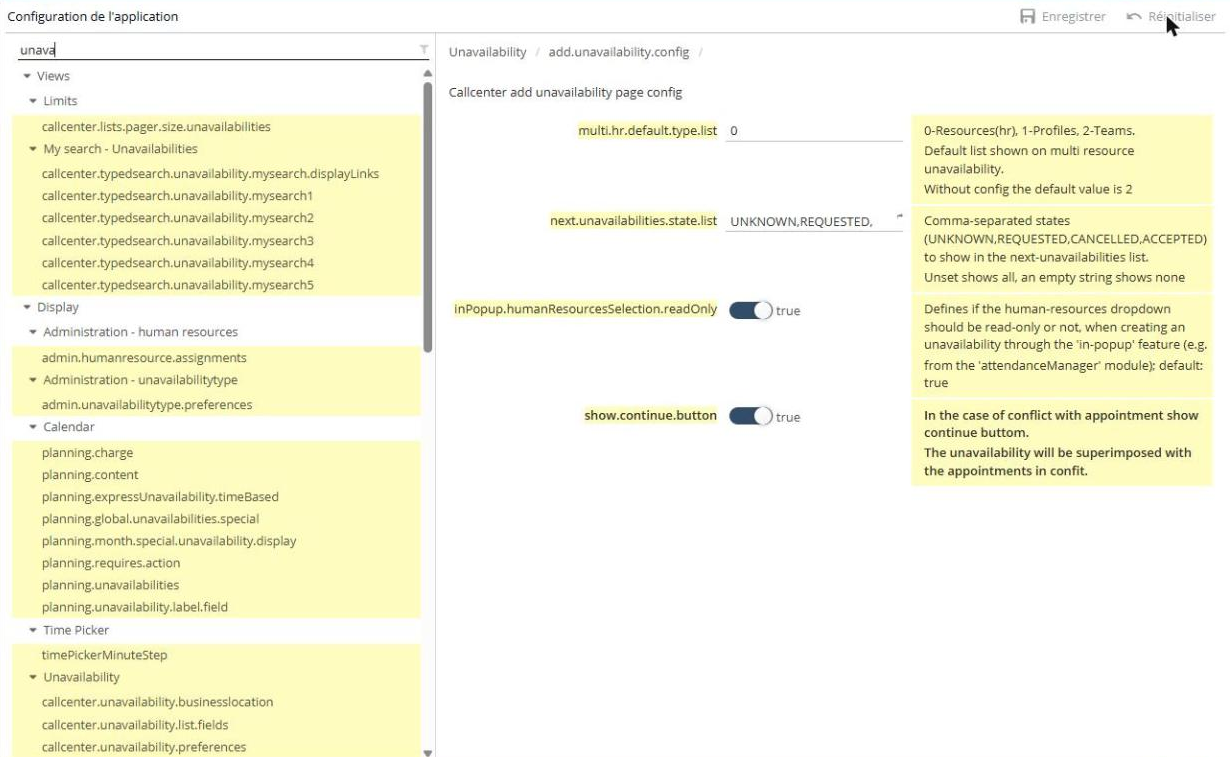 Configuration de l'application
Enregistrer
Réinitialiser
unava
Views
Limits
callcenter.lists.pager.size.unavailabilities
My search - Unavailabilities
callcenter.typedsearch.unavailability.mysearch.displayLinks
callcenter.typedsearch.unavailability.mysearch1
callcenter.typedsearch.unavailability.mysearch2
callcenter.typedsearch.unavailability.mysearch3
callcenter.typedsearch.unavailability.mysearch4
callcenter.typedsearch.unavailability.mysearch5
Display
Administration - human resources
admin.humanresource.assignments
Administration - unavailabilitytype
admin.unavailabilitytype.preferences
Calendar
planning.charge
planning.content
planning.expressUnavailability.timeBased
planning.global.unavailabilities.special
planning.month.special.unavailability.display
planning.requires.action
planning.unavailabilities
planning.unavailability.label.field
Time Picker
timePickerMinuteStep
Unavailability
callcenter.unavailability.businesslocation
callcenter.unavailability.list.fields
callcenter.unavailability.preferences
Unavailability / add.unavailability.config /
Callcenter add unavailability page config
multi.hr.default.type.list
0
0-Resources(hr), 1-Profiles, 2-Teams.
Default list shown on multi resource
unavailability.
Without config the default value is 2
next.unavailabilities.state.list
UNKNOWN,REQUESTED,
Comma-separated states
(UNKNOWN,REQUESTED,CANCELLED,ACCEPTED)
to show in the next-unavailabilities list.
Unset shows all, an empty string shows none
inPopup.humanResourcesSelection.readOnly
true
Defines if the human-resources dropdown
should be read-only or not, when creating an
unavailability through the 'in-popup' feature (e.g.
from the 'attendanceManager' module); default:
true
show.continue.button
true
In the case of conflict with appointment show
continue buttom.
The unavailability will be superimposed with
the appointments in confit.